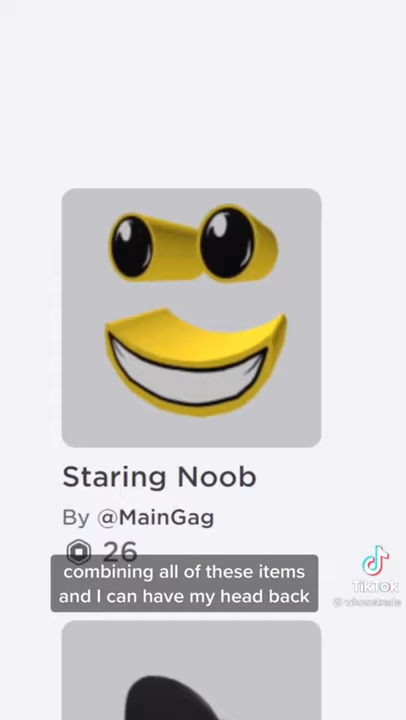 Staring Noob
By @MainGag
26
combining all of these items
and I can have my head back
TikTok